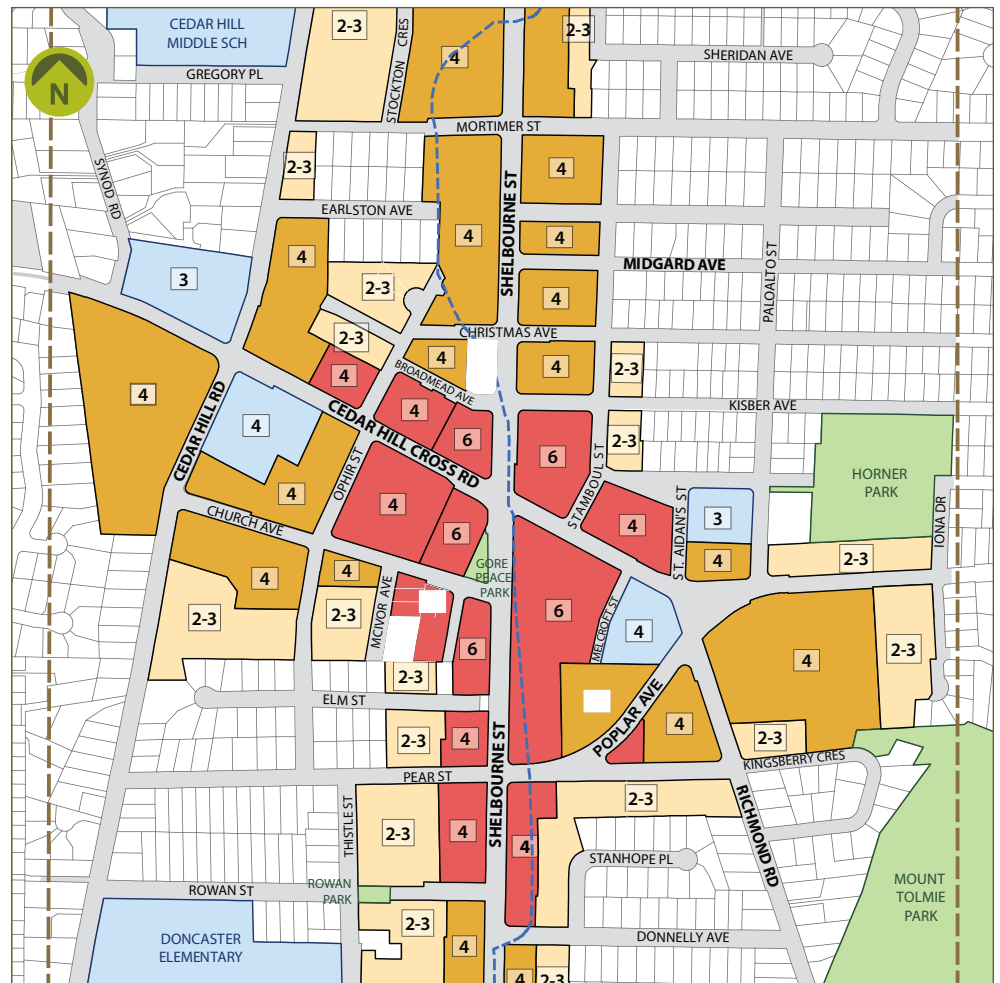 CEDAR HILL
MIDDLE SCH
2-3
STOCKTON CRES
4
2-3
SHERIDAN AVE
GREGORY PL
N
MORTIMER ST
SYNOD RD
2-3
4
EARLSTON AVE
SHELBOURNE ST
4
4
4
MIDGARD AVE
PALOALTO ST
3
2-3
4
CHRISTMAS AVE
2-3
4
4
2-3
4
BROADMEAD AVE
4
CEDAR HILL RD
4
CEDAR HILL CROSS RD
KISBER AVE
4
6
2-3
6
STAMBOUL ST
OPHIR ST
HORNER
PARK
4
4
CHURCH AVE
6
4
ST. AIDAN'S ST
3
IONA DR
4
2-3
GORE
PEACE
PARK
4
4
MCIVOR AVE
2-3
2-3
6
MELCROFT ST
4
6
4
2-3
2-3
ELM ST
POPLAR AVE
4
2-3
4
2-3
KINGSBERRY CRES
PEAR ST
SHELBOURNE ST
RICHMOND RD
2-3
THISTLE ST
2-3
4
4
STANHOPE PL
ROWAN ST
ROWAN
PARK
MOUNT
TOLMIE
PARK
2-3
DONCASTER
ELEMENTARY
4
DONNELLY AVE
4
2-3